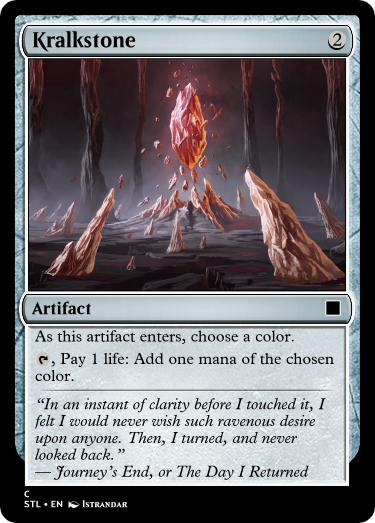 Kralkstone 2
Artifact
As this artifact enters, choose a color.
, Pay 1 life: Add one mana of the chosen
color.
“In an instant of clarity before I touched it, I
felt I would never wish such ravenous desire
upon anyone. Then, I turned, and never
looked back.”
— Journey's End, or The Day I Returned
C
STL • EN Istrandar